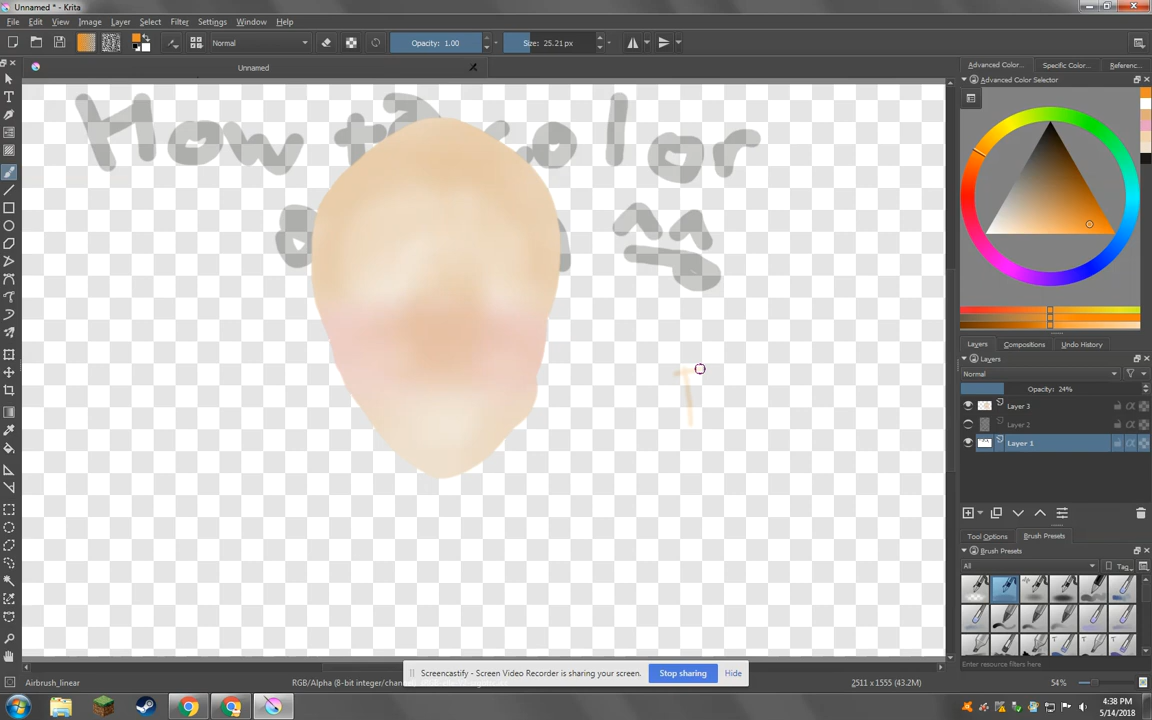 Unnamed * - Krita
File Edit View Image Layer Select Filter Settings Window Help
Normal Opacity: 1.00 Size: 25.21 px
Unnamed
Advanced Color... Specific Color... Referenc...
Advanced Color Selector
How to color
T
Layers Compositions Undo History
Layers
Normal
Opacity: 24%
Layer 3
Layer 2
Layer 1
Tool Options Brush Presets
Brush Presets
All Tag
Enter resource filters here
Screencastify - Screen Video Recorder is sharing your screen. Stop sharing Hide
Airbrush_linear RGB/Alpha (8-bit integer/chann 2511 x 1555 (43.2M) 54%
4:38 PM
5/14/2018